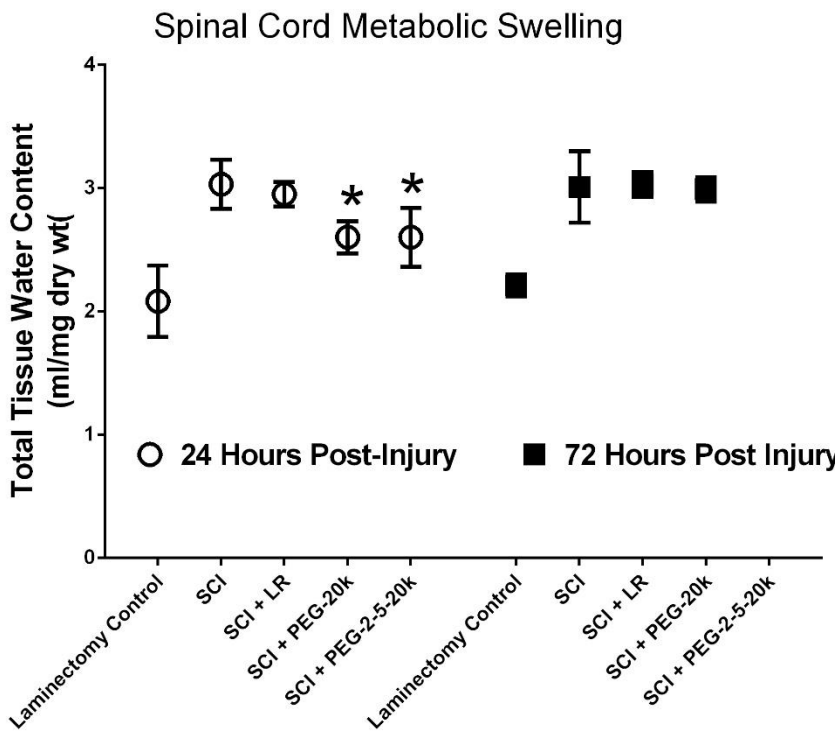 Spinal Cord Metabolic Swelling
Total Tissue Water Content
(ml/mg dry wt(
4
3
2
1
0
*
*
24 Hours Post-Injury
72 Hours Post Injury
Laminectomy Control
SCI
SCI + LR
SCI + PEG-20k
SCI + PEG-2-5-20k
Laminectomy Control
SCI
SCI + LR
SCI + PEG-20k
SCI + PEG-2-5-20k